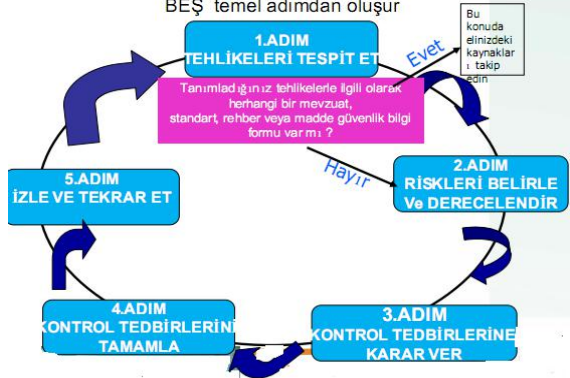 BEŞ temel adımdan oluşur
1.ADIM
TEHLİKELERİ TESPİT ET
Tanımladığınız tehlikelerle Ilgili olarak
herhangi bir mevzuat,
standart, rehber veya madde güvenlik bilgi
formu var mı ?
Evet
Bu
konuda
elinizdeki
kaynaklar
ı takip
edin
Hayır
2.ADIM
RİSKLERİ BELİRLE
Ve DERECELENDİR
3.ADIM
KONTROL TEDBİRLERİNE
KARAR VER
4.ADIM
KONTROL TEDBİRLERİNİ
TAMAMLA
5.ADIM
İZLE VE TEKRAR ET